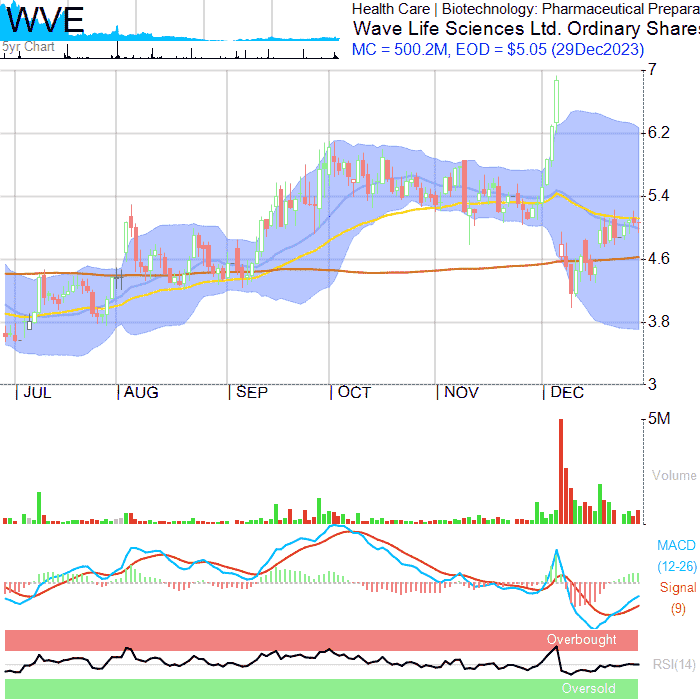 WVE
5yr Chart
Health Care | Biotechnology: Pharmaceutical Prepara
Wave Life Sciences Ltd. Ordinary Shares
MC = 500.2M, EOD = $5.05 (29Dec2023)
7
6.2
5.4
4.6
3.8
3
JUL AUG SEP OCT NOV DEC
5M
Volume
MACD
(12-26)
Signal
(9)
Overbought
RSI(14)
Oversold